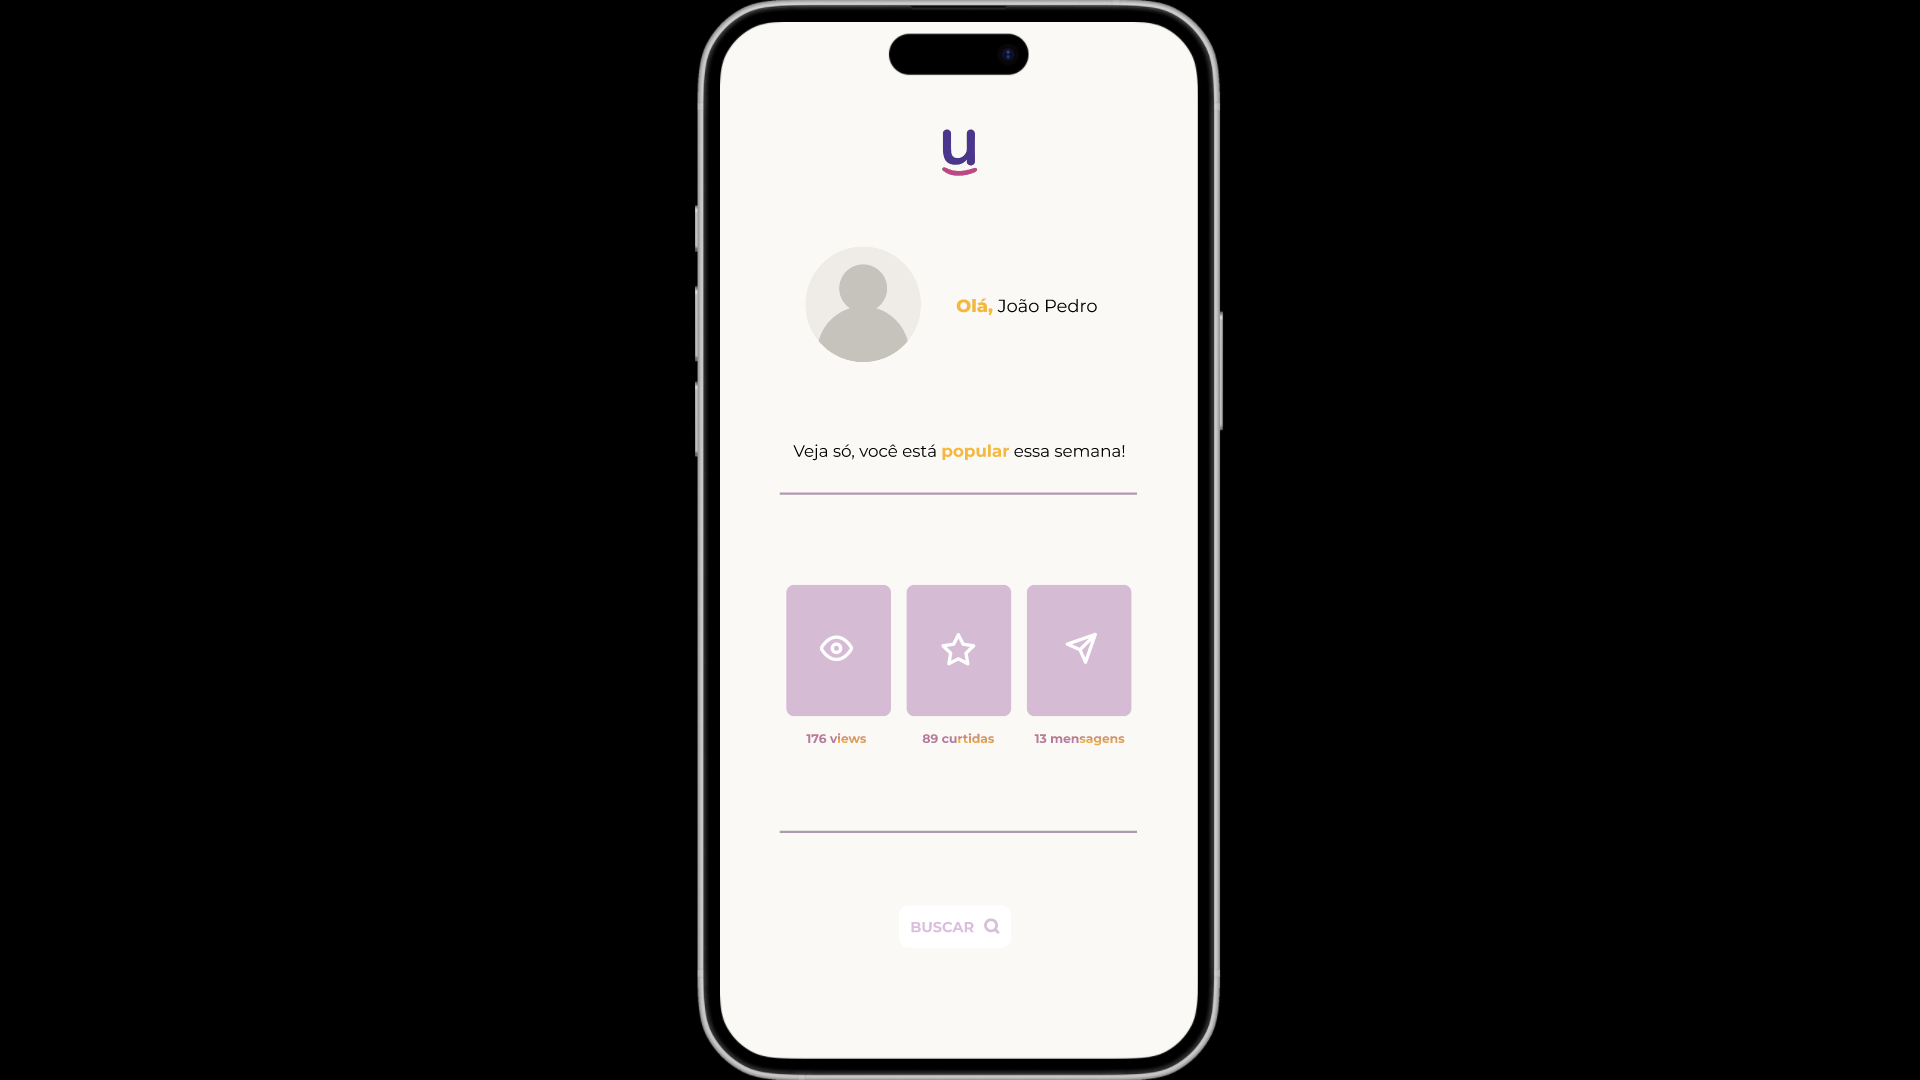 u
Olá, João Pedro
Veja só, você está popular essa semana!
176 views
89 curtidas
13 mensagens
BUSCAR